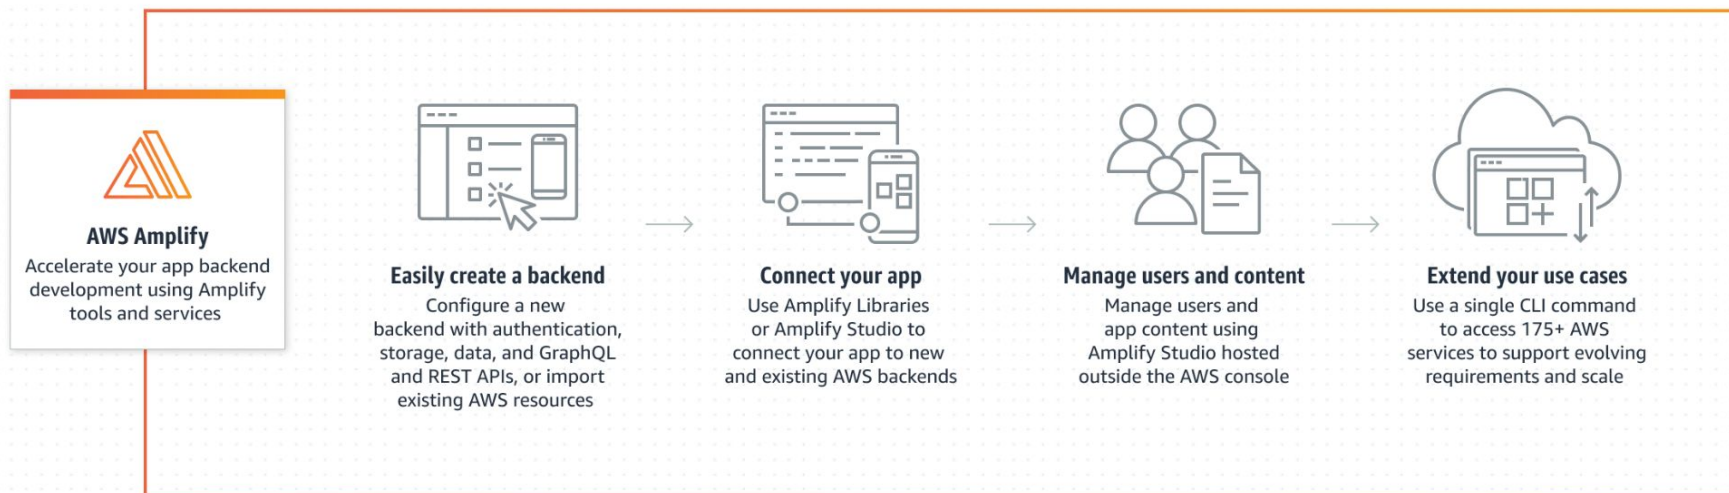 AWS Amplify
Accelerate your app backend
development using Amplify
tools and services
Easily create a backend
Configure a new
backend with authentication,
storage, data, and GraphQL
and REST APIs, or import
existing AWS resources
Connect your app
Use Amplify Libraries
or Amplify Studio to
connect your app to new
and existing AWS backends
Manage users and content
Manage users and
app content using
Amplify Studio hosted
outside the AWS console
Extend your use cases
Use a single CLI command
to access 175+ AWS
services to support evolving
requirements and scale